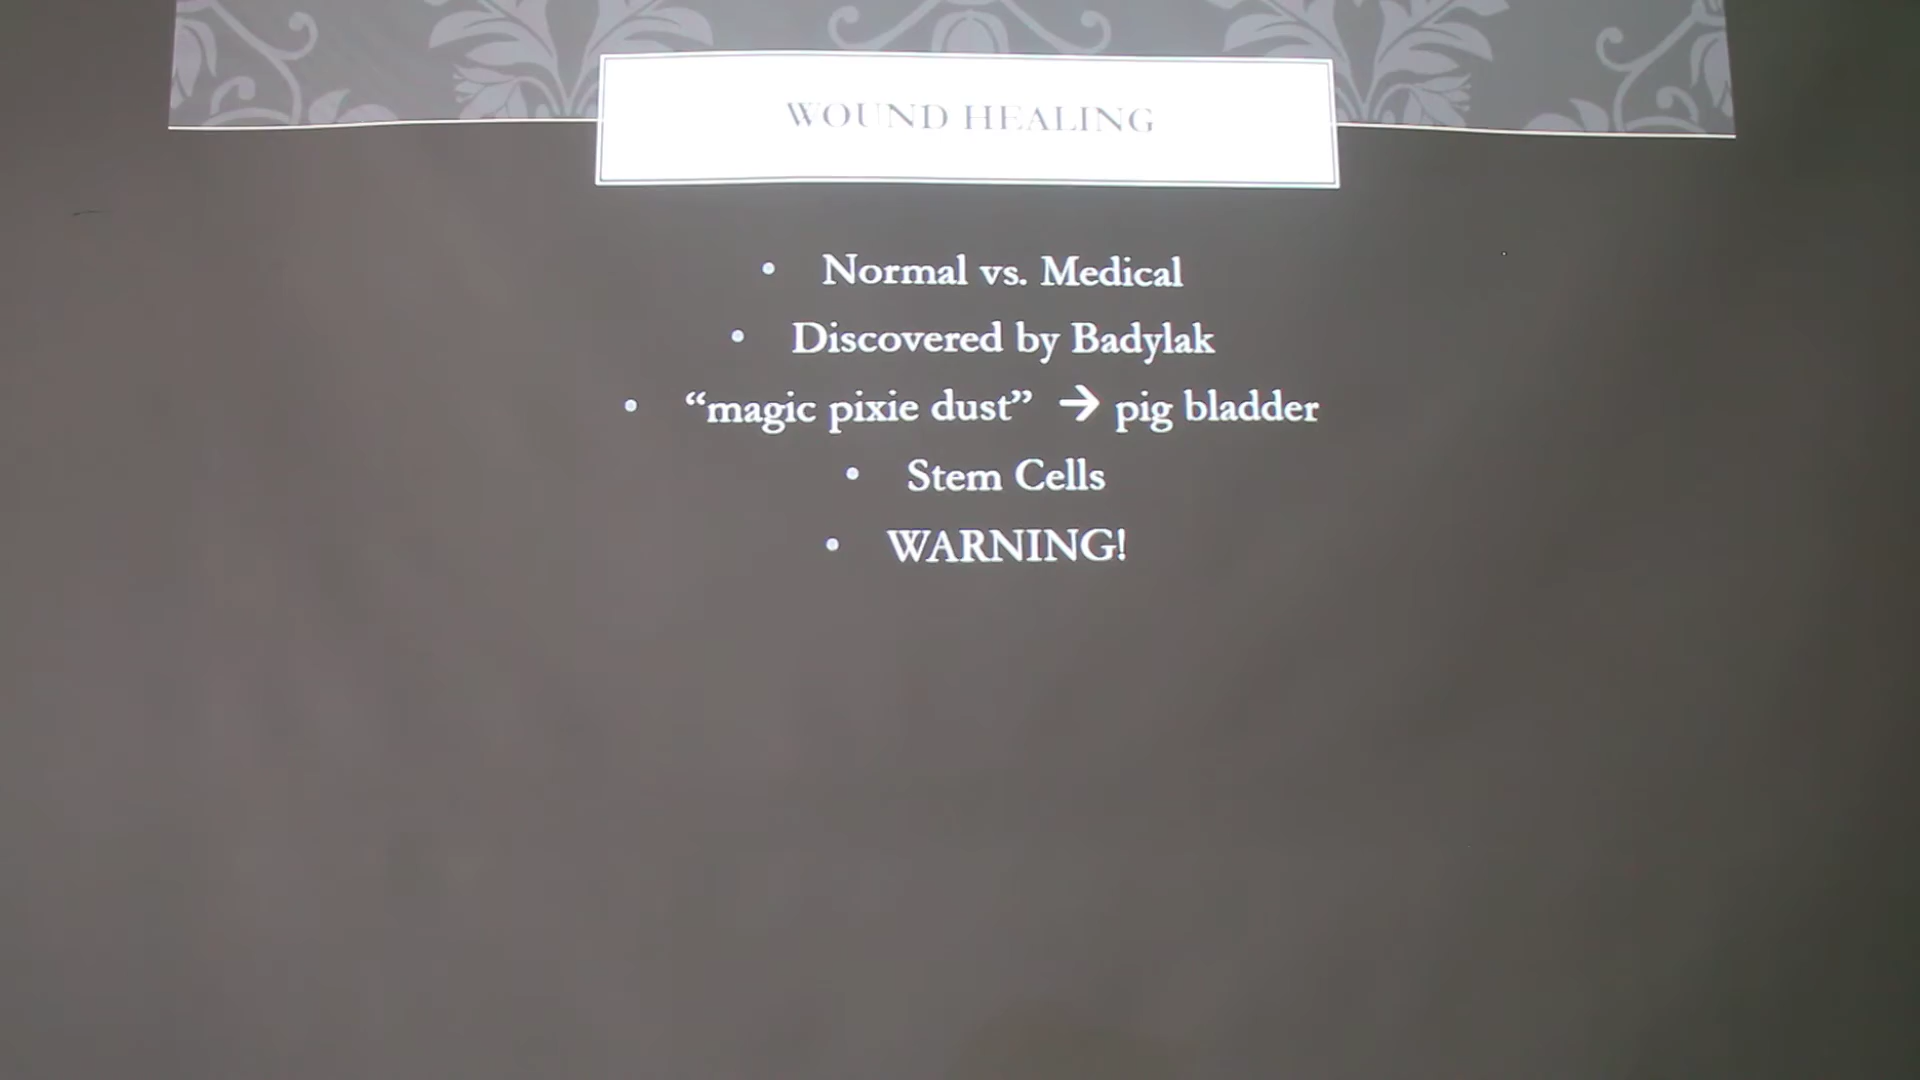 WOUND HEALING
• Normal vs. Medical
• Discovered by Badylak
• “magic pixie dust” → pig bladder
• Stem Cells
• WARNING!